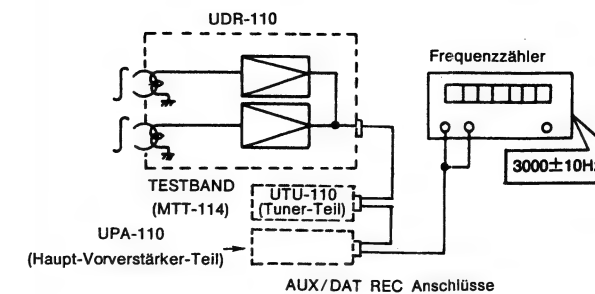 UDR-110
Frequenzzähler
3000±10Hz
TESTBAND
(MTT-114)
UTU-110
(Tuner-Teil)
UPA-110
(Haupt-Vorverstärker-Teil)
AUX/DAT REC Anschlüsse